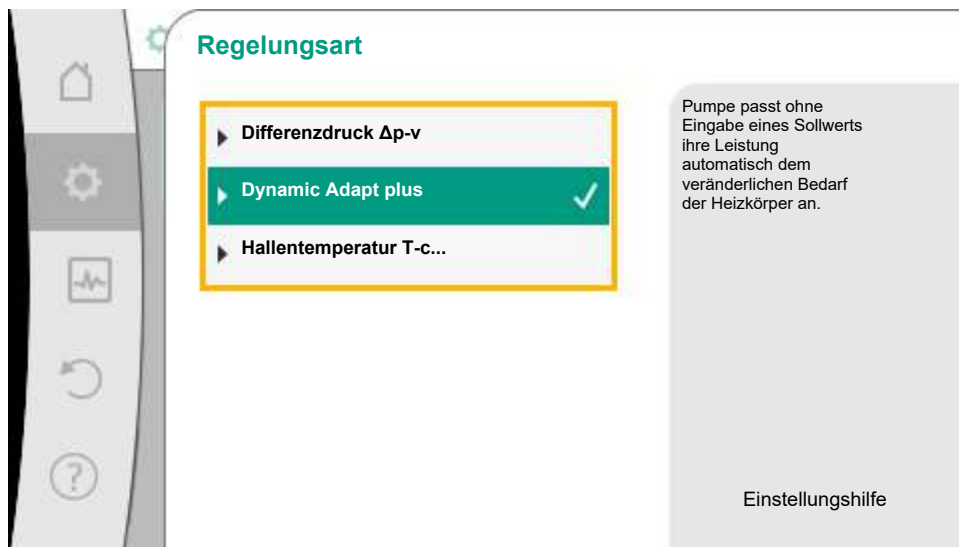 Regelungsart
Differenzdruck Δp-v
Dynamic Adapt plus
Hallentemperatur T-c...
Pumpe passt ohne
Eingabe eines Sollwerts
ihre Leistung
automatisch dem
veränderlichen Bedarf
der Heizkörper an.
Einstellungshilfe